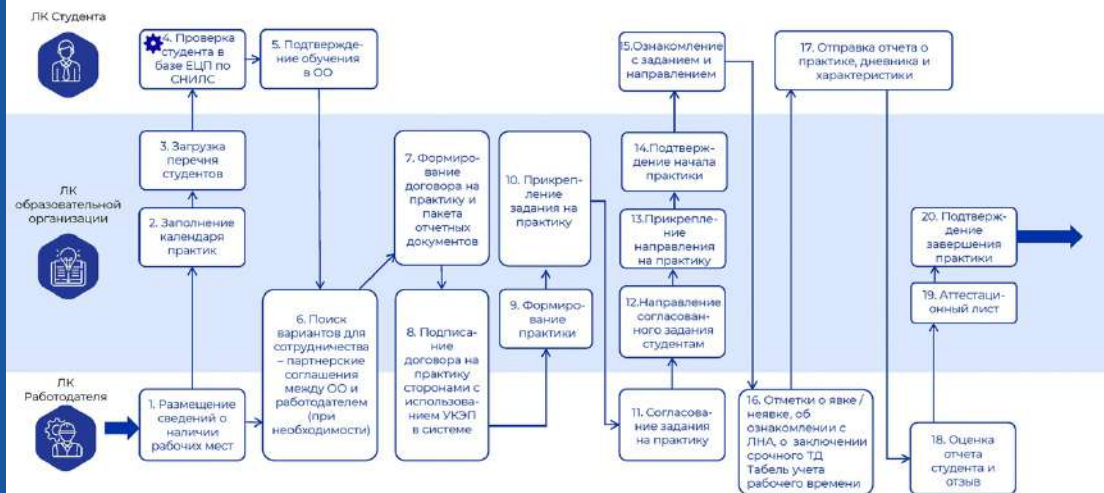 ЛК Студента
4. Проверка
студента в
базе ЕЦП по
СНИЛС
5. Подтвержде-
ние обучения
в ОО
15.Ознакомление
с заданием и
направлением
17. Отправка отчета о
практике, дневника и
характеристики
ЛК
образовательной
организации
3. Загрузка
перечня
студентов
2. Заполнение
календаря
практик
7. Формиро-
вание
договора на
практику и
пакета
отчетных
документов
10. Прикреп-
ление
задания на
практику
14.Подтверж-
дение начала
практики
13.Прикрепле-
ние
направления
на практику
12.Направление
согласованного
задания
студентам
9. Формиро-
вание
практики
20. Подтверж-
дение
завершения
практики
19. Аттестаци-
онный лист
6. Поиск
вариантов для
сотрудничества
– партнерские
соглашения
между ОО и
работодателем
(при
необходимости)
8. Подписа-
ние
договора на
практику
сторонами с
использова-
нием УКЭП
в системе
ЛК
Работодателя
1. Размещение
сведений о
наличии
рабочих мест
11. Согласова-
ние задания
на практику
16. Отметки о явке /
неявке, об
ознакомлении с
ЛНА, о заключении
срочного ТД
Табель учета
рабочего времени
18. Оценка
отчета
студента и
отзыв